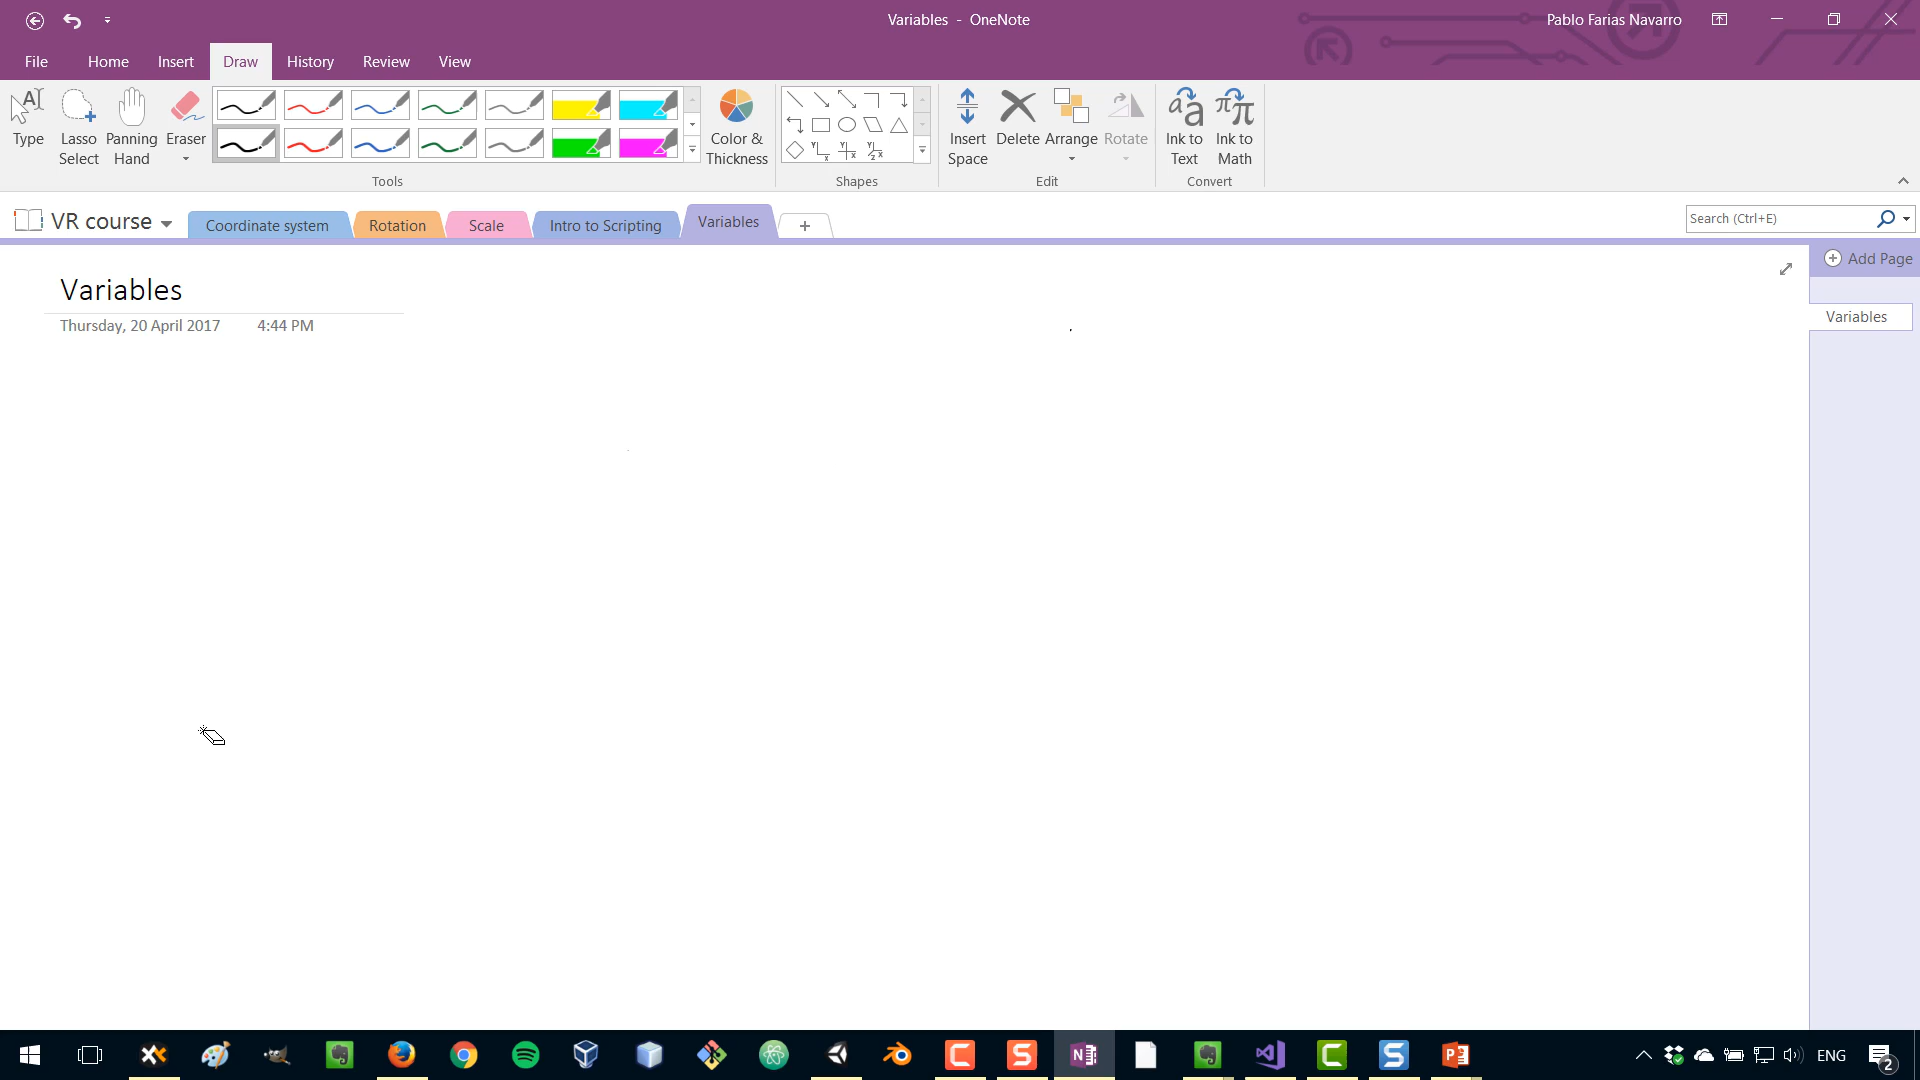 Variables - OneNote
Pablo Farias Navarro
File Home Insert Draw History Review View
Type
Lasso Select
Panning Hand
Eraser
Color & Thickness
Insert Space
Delete
Arrange
Rotate
Ink to Text
Ink to Math
Tools
Shapes
Edit
Convert
VR course
Coordinate system
Rotation
Scale
Intro to Scripting
Variables
Search (Ctrl+E)
Add Page
Variables
Variables
Thursday, 20 April 2017 4:44 PM
ENG
2